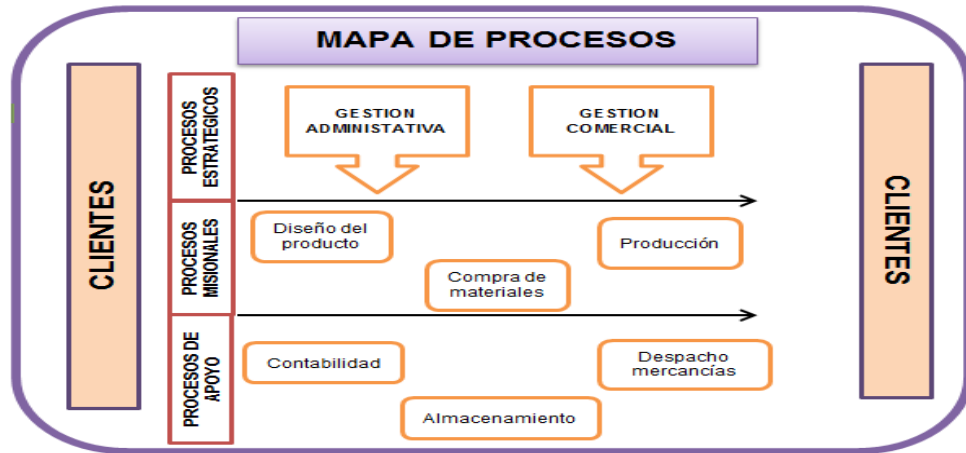 MAPA DE PROCESOS
CLIENTES
PROCESOS
ESTRATEGICOS
GESTION
ADMINISTATIVA
GESTION
COMERCIAL
PROCESOS
MISIONALES
Diseño del
producto
Compra de
materiales
Producción
PROCESOS DE
APOYO
Contabilidad
Almacenamiento
Despacho
mercancías
CLIENTES